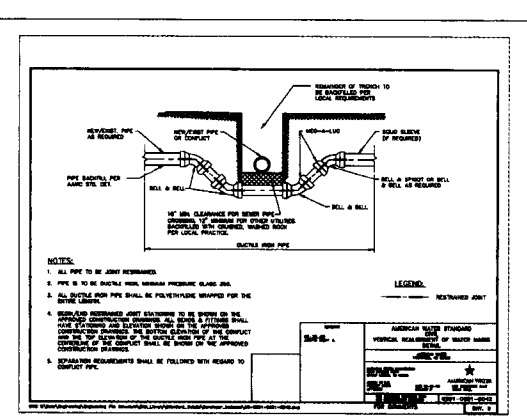 REMAINDER OF TRENCH TO
BE BACKFILLED PER
LOCAL REQUIREMENTS
NEW/EXIST. PIPE
AS REQUIRED
NEW/EXIST PIPE
OR CONFLICT
MEG-A-LUG
SOLID SLEEVE
(IF REQUIRED)
PIPE BACKFILL PER
STD. DET.
BELL & BELL
BELL & SPIGOT OR BELL
& BELL AS REQUIRED
BELL & BELL
18" MIN. CLEARANCE FOR SEWER PIPE
CROSSING, 12" MINIMUM FOR OTHER UTILITIES.
BACKFILLED WITH CRUSHED, WASHED ROCK
PER LOCAL PRACTICE.
DUCTILE IRON PIPE
NOTES:
1. ALL PIPE TO BE JOINT RESTRAINED.
2. PIPE IS TO BE DUCTILE IRON, MINIMUM PRESSURE CLASS 350.
3. ALL DUCTILE IRON PIPE SHALL BE POLYETHYLENE WRAPPED FOR THE
ENTIRE LENGTH.
4. BEGIN/END RESTRAINED JOINT STATIONING TO BE SHOWN ON THE
APPROVED CONSTRUCTION DRAWINGS. ALL BENDS & FITTINGS SHALL
HAVE STATIONING AND ELEVATION SHOWN ON THE APPROVED
CONSTRUCTION DRAWINGS. THE BOTTOM ELEVATION OF THE CONFLICT
AND THE TOP ELEVATION OF THE DUCTILE IRON PIPE AT THE
CENTERLINE OF THE CONFLICT SHALL BE SHOWN ON THE APPROVED
CONSTRUCTION DRAWINGS.
5. SEPARATION REQUIREMENTS SHALL BE FOLLOWED WITH REGARD TO
CONFLICT PIPE.
LEGEND:
RESTRAINED JOINT
AMERICAN WATER STANDARD
CIVIL
VERTICAL REALIGNMENT OF WATER MAINS
DETAIL
AMERICAN WATER
0201-0601-SD42